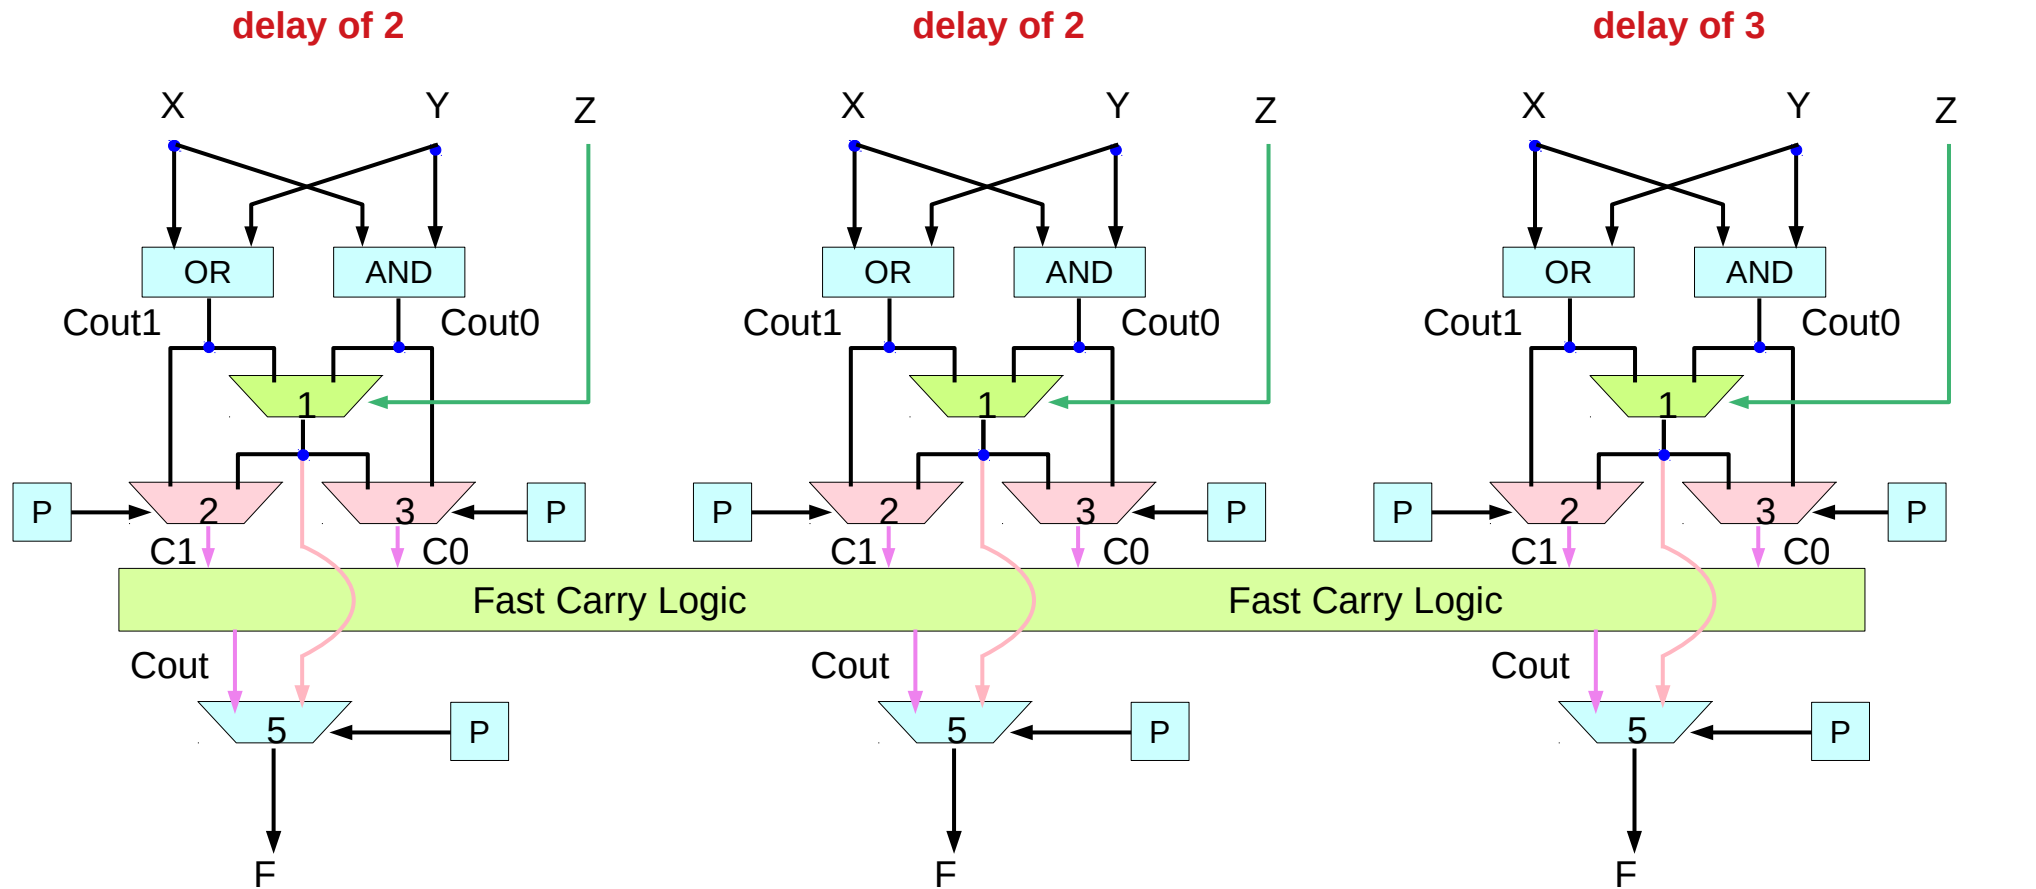 delay of 2 delay of 2 delay of 3
X Y Z X Y Z X Y Z
OR AND OR AND OR AND
Cout1 Cout0 Cout1 Cout0 Cout1 Cout0
1 1 1
P 2 3 P P 2 3 P P 2 3 P
C1 C0 C1 C0 C1 C0
Fast Carry Logic Fast Carry Logic
Cout Cout Cout
5 P 5 P 5 P
F F F